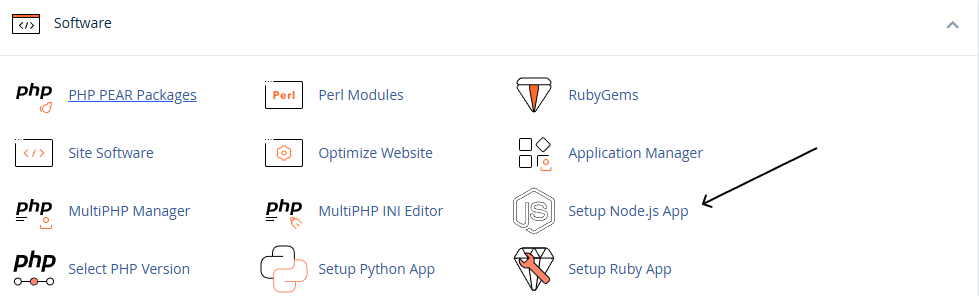 Software
php PHP PEAR Packages
Perl Perl Modules
RubyGems
</> Site Software
Optimize Website
Application Manager
php MultiPHP Manager
php MultiPHP INI Editor
JS Setup Node.js App
php Select PHP Version
Setup Python App
Setup Ruby App